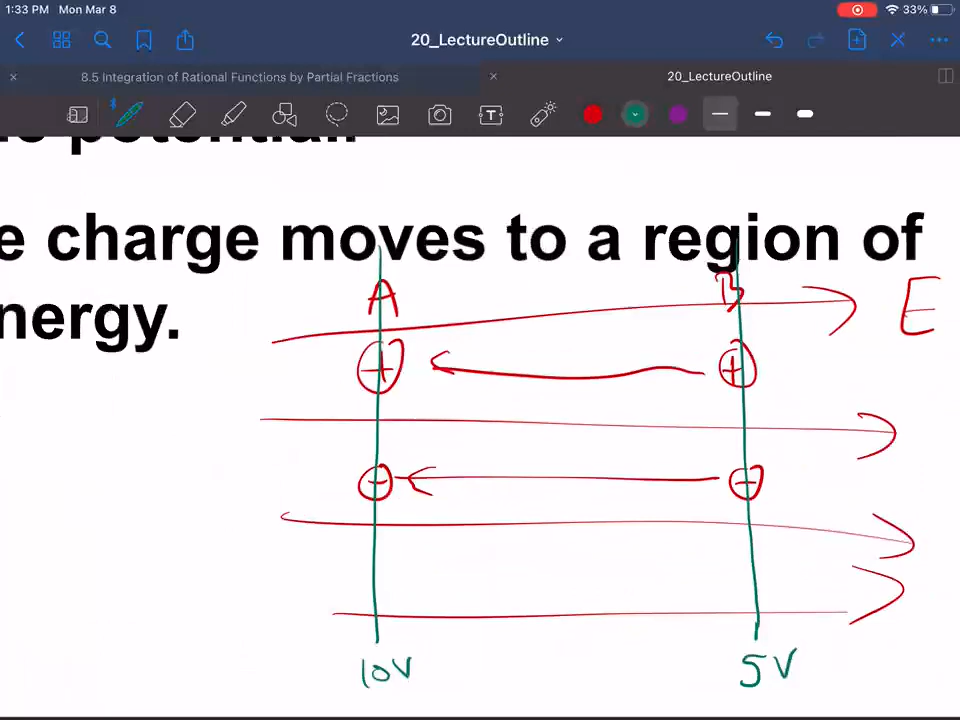 1:33 PM Mon Mar 8
33%
20_LectureOutline
8.5 Integration of Rational Functions by Partial Fractions
20_LectureOutline
T
potential.
e charge moves to a region of
nergy.
A
B
E
+
+
-
-
10V
5V